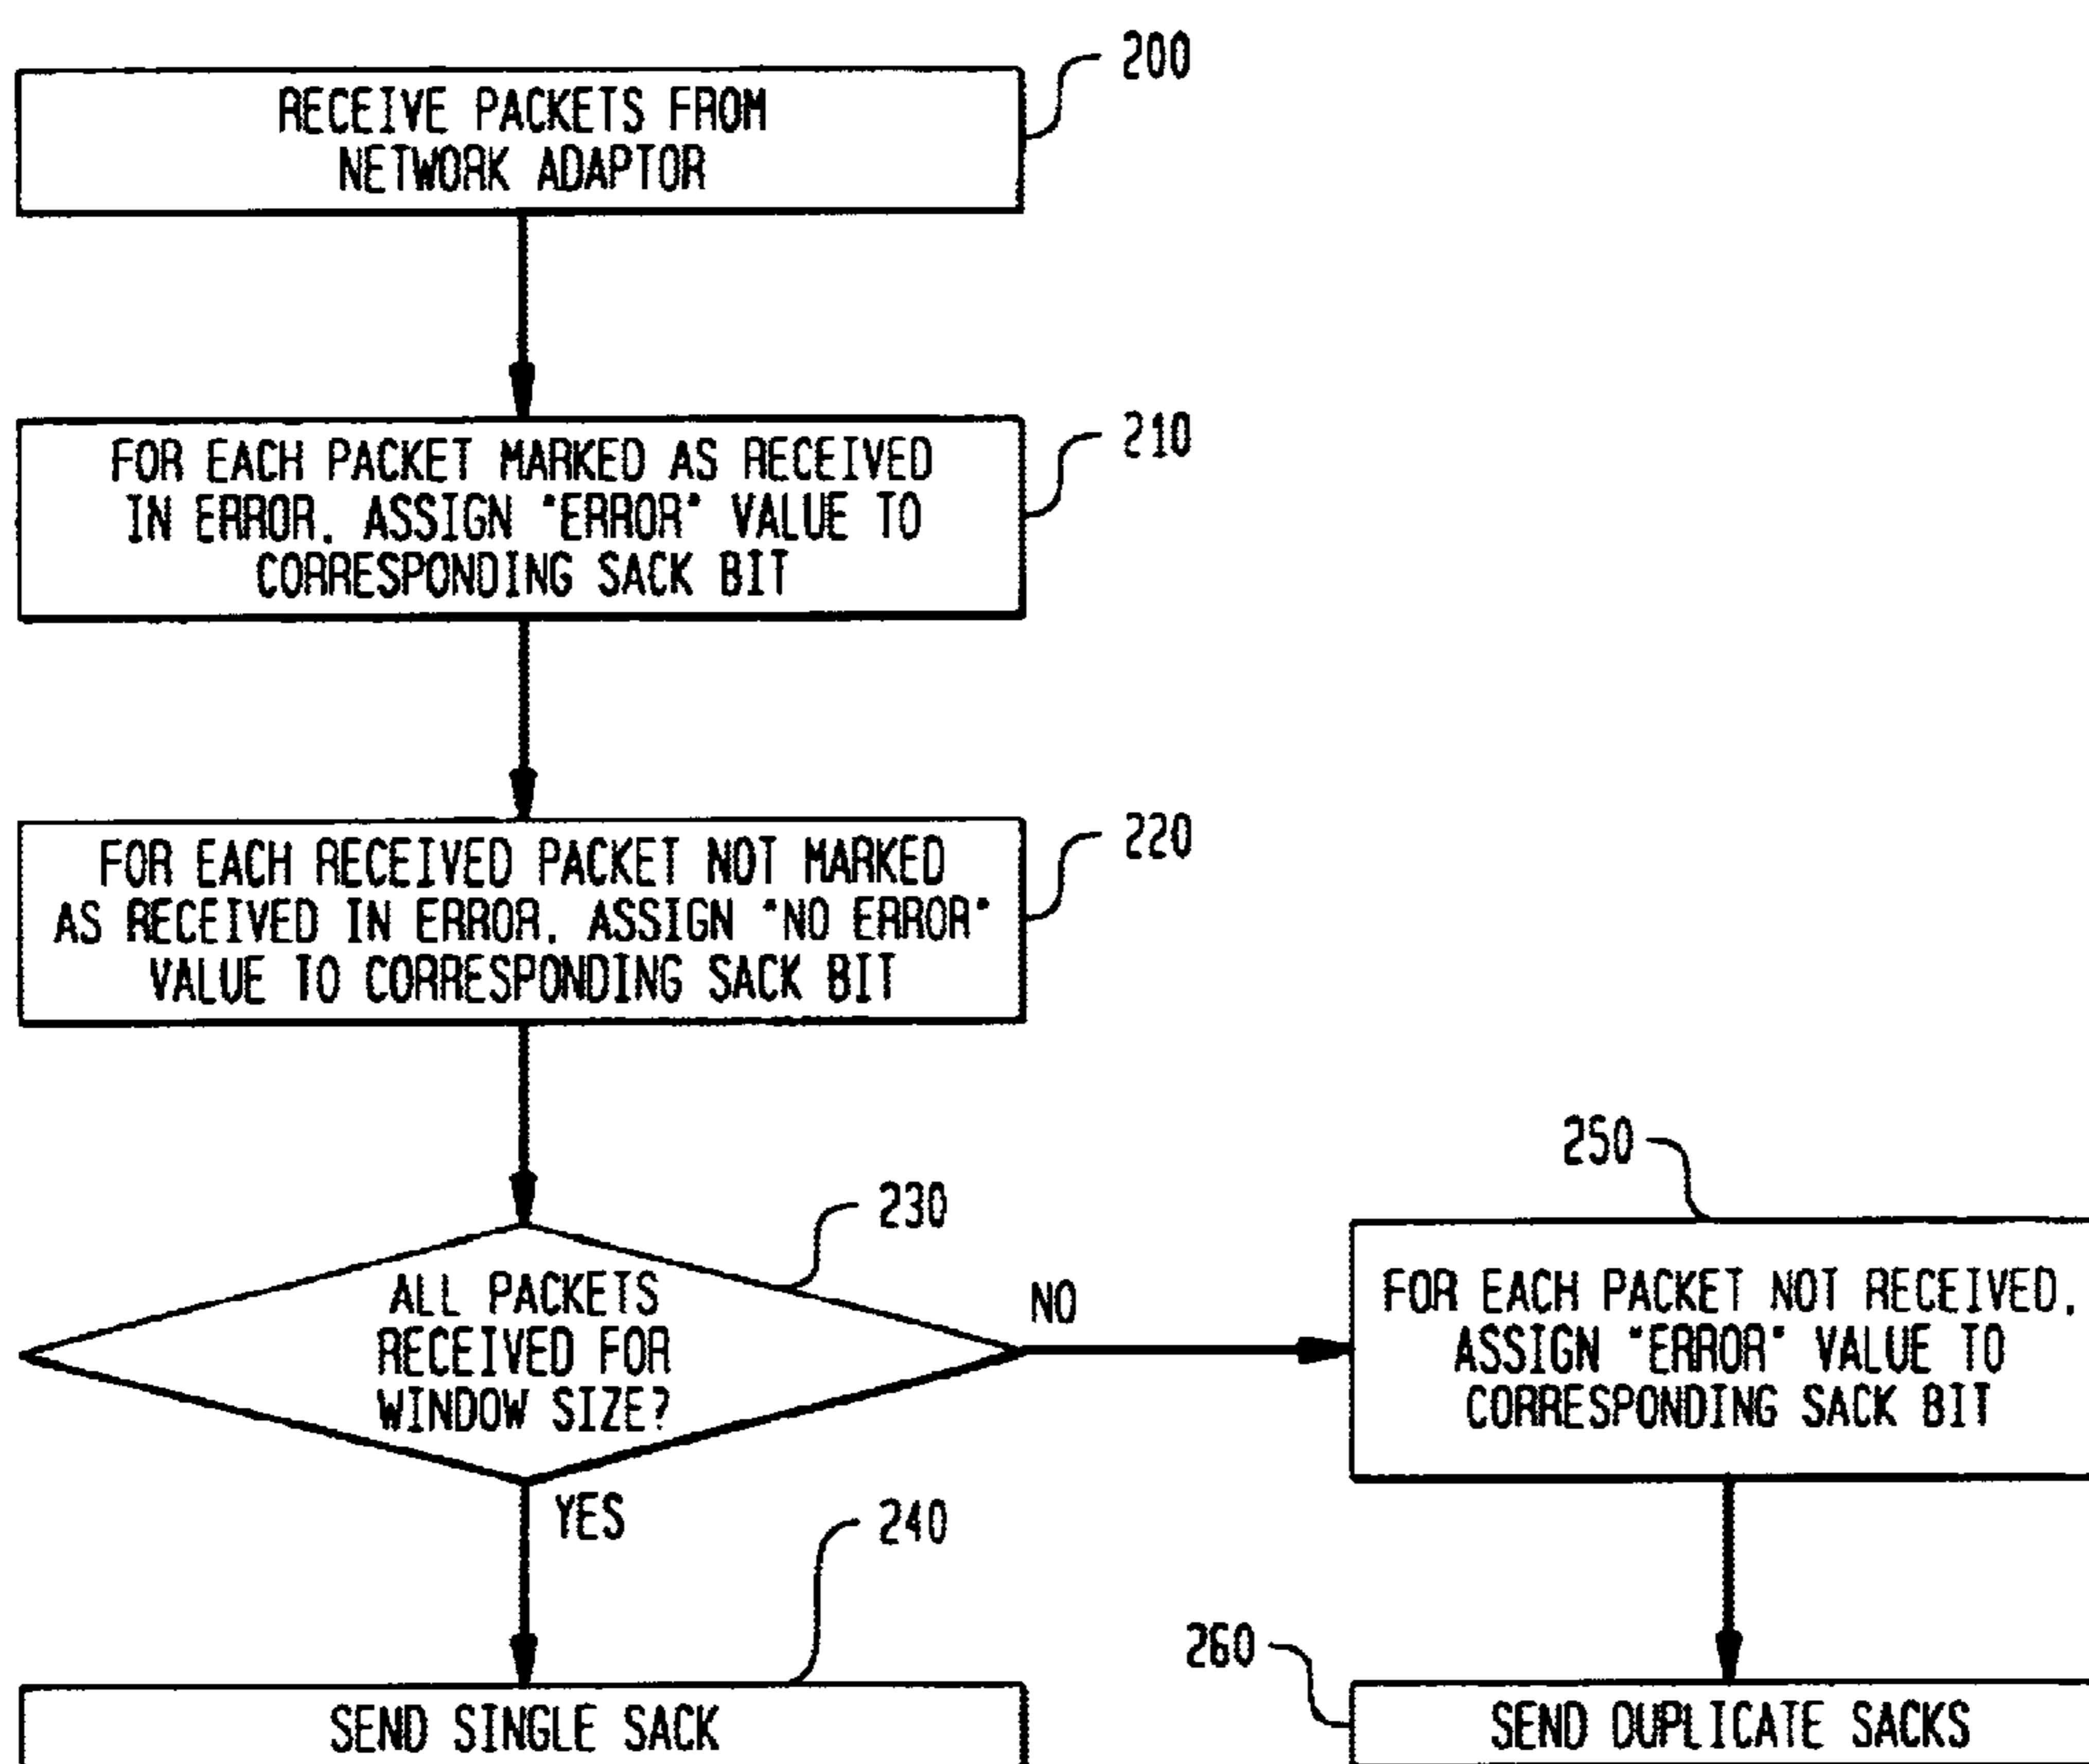 200
RECEIVE PACKETS FROM
NETWORK ADAPTOR
210
FOR EACH PACKET MARKED AS RECEIVED
IN ERROR, ASSIGN "ERROR" VALUE TO
CORRESPONDING SACK BIT
220
FOR EACH RECEIVED PACKET NOT MARKED
AS RECEIVED IN ERROR, ASSIGN "NO ERROR"
VALUE TO CORRESPONDING SACK BIT
230
ALL PACKETS
RECEIVED FOR
WINDOW SIZE?
NO
YES
250
FOR EACH PACKET NOT RECEIVED,
ASSIGN "ERROR" VALUE TO
CORRESPONDING SACK BIT
240
SEND SINGLE SACK
260
SEND DUPLICATE SACKS